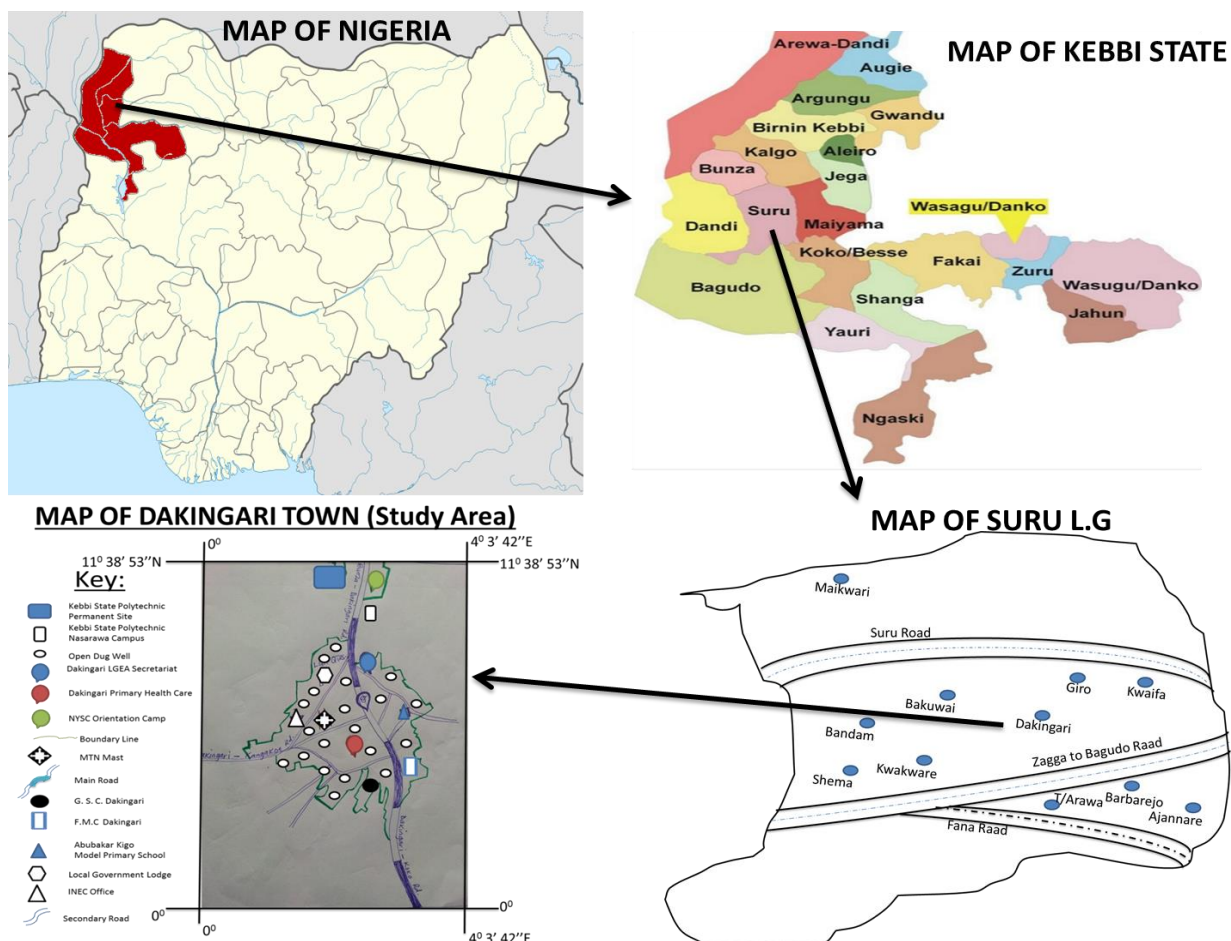 MAP OF NIGERIA
MAP OF KEBBI STATE
Arewa-Dandi
Augie
Argungu
Gwandu
Birnin Kebbi
Kalgo
Aleiro
Bunza
Jega
Suru
Wasagu/Danko
Dandi
Maiyama
Koko/Besse
Fakai
Zuru
Bagudo
Wasugu/Danko
Shanga
Jahun
Yauri
Ngaski
MAP OF DAKINGARI TOWN (Study Area)
0⁰
4⁰ 3’ 42’’E
11⁰ 38’ 53’’N
11⁰ 38’ 53’’N
Key:
Kebbi State Polytechnic
Permanent Site
Kebbi State Polytechnic
Nasarawa Campus
Open Dug Well
Dakingari LGEA Secretariat
Dakingari Primary Health Care
NYSC Orientation Camp
Boundary Line
MTN Mast
Main Road
G. S. C. Dakingari
F.M.C Dakingari
Abubakar Kigo
Model Primary School
Local Government Lodge
INEC Office
Secondary Road
0⁰
0⁰
0⁰
4⁰ 3’ 42’’E
MAP OF SURU L.G
Maikwari
Suru Road
Giro
Kwaifa
Bakuwai
Dakingari
Bandam
Zagga to Bagudo Raad
Kwakware
Shema
T/Arawa
Barbarejo
Ajannare
Fana Raad